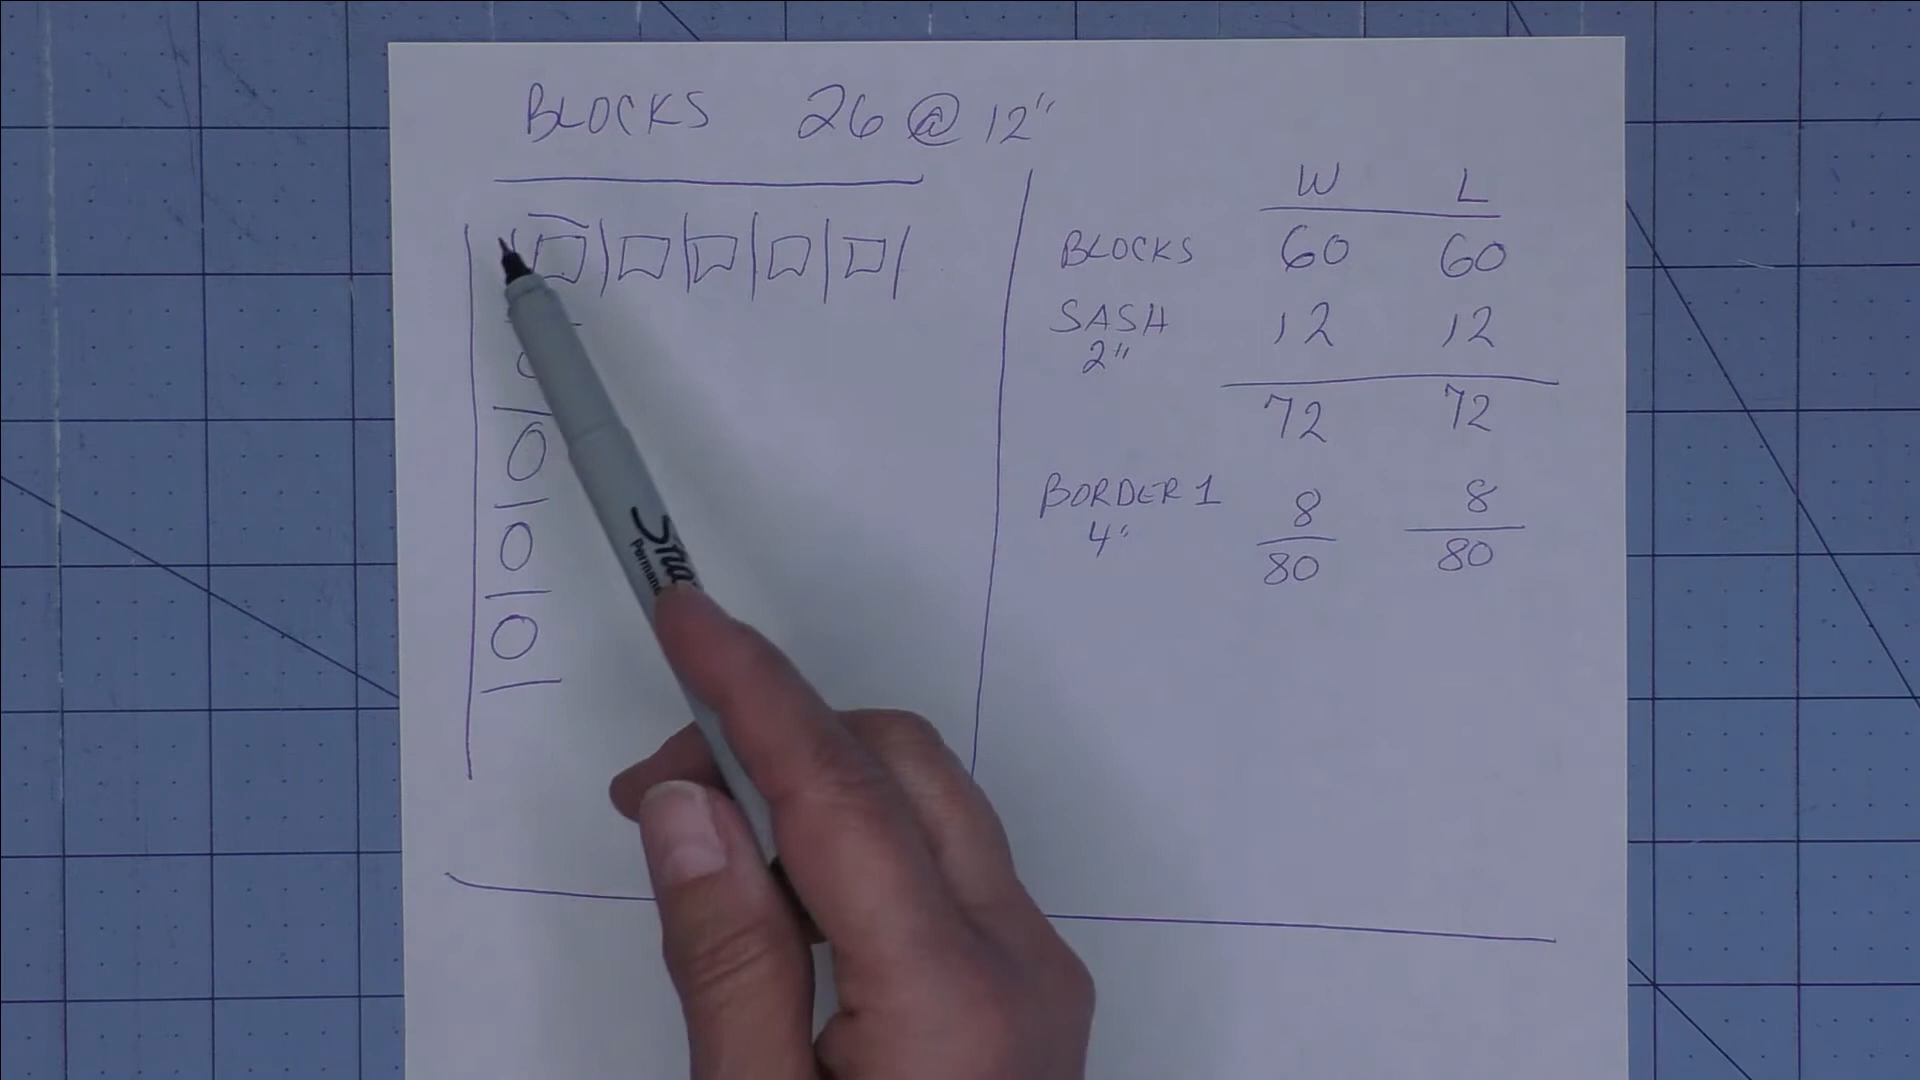 BLOCKS 26 @ 12"
W L
BLOCKS 60 60
SASH 12 12
2"
72 72
BORDER 1 8 8
4"
80 80